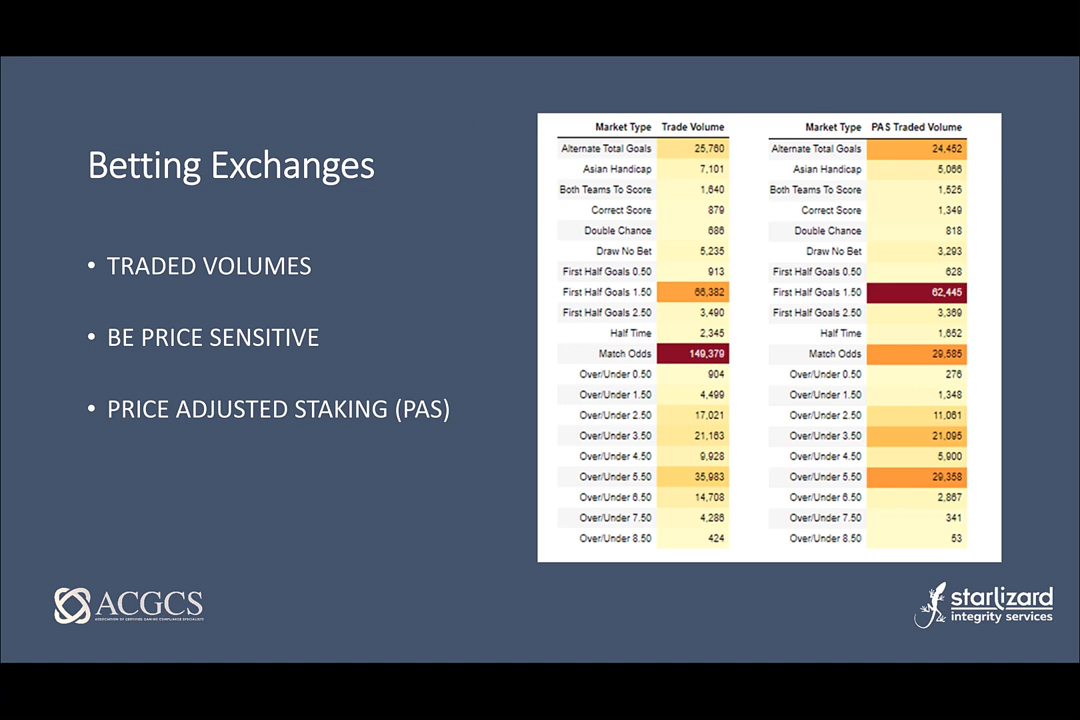 Betting Exchanges
• TRADED VOLUMES
• BE PRICE SENSITIVE
• PRICE ADJUSTED STAKING (PAS)
Market Type Trade Volume
Alternate Total Goals 25,760
Asian Handicap 7,101
Both Teams To Score 1,640
Correct Score 879
Double Chance 686
Draw No Bet 5,235
First Half Goals 0.50 913
First Half Goals 1.50 66,382
First Half Goals 2.50 3,490
Half Time 2,345
Match Odds 149,379
Over/Under 0.50 904
Over/Under 1.50 4,499
Over/Under 2.50 17,021
Over/Under 3.50 21,163
Over/Under 4.50 9,928
Over/Under 5.50 35,983
Over/Under 6.50 14,708
Over/Under 7.50 4,286
Over/Under 8.50 424
Market Type PAS Traded Volume
Alternate Total Goals 24,452
Asian Handicap 5,066
Both Teams To Score 1,525
Correct Score 1,349
Double Chance 818
Draw No Bet 3,293
First Half Goals 0.50 628
First Half Goals 1.50 62,445
First Half Goals 2.50 3,369
Half Time 1,652
Match Odds 29,585
Over/Under 0.50 276
Over/Under 1.50 1,348
Over/Under 2.50 11,061
Over/Under 3.50 21,095
Over/Under 4.50 5,900
Over/Under 5.50 29,358
Over/Under 6.50 2,867
Over/Under 7.50 341
Over/Under 8.50 53
ACGCS
ASSOCIATION OF CERTIFIED GAMING COMPLIANCE SPECIALISTS
starlizard
integrity services